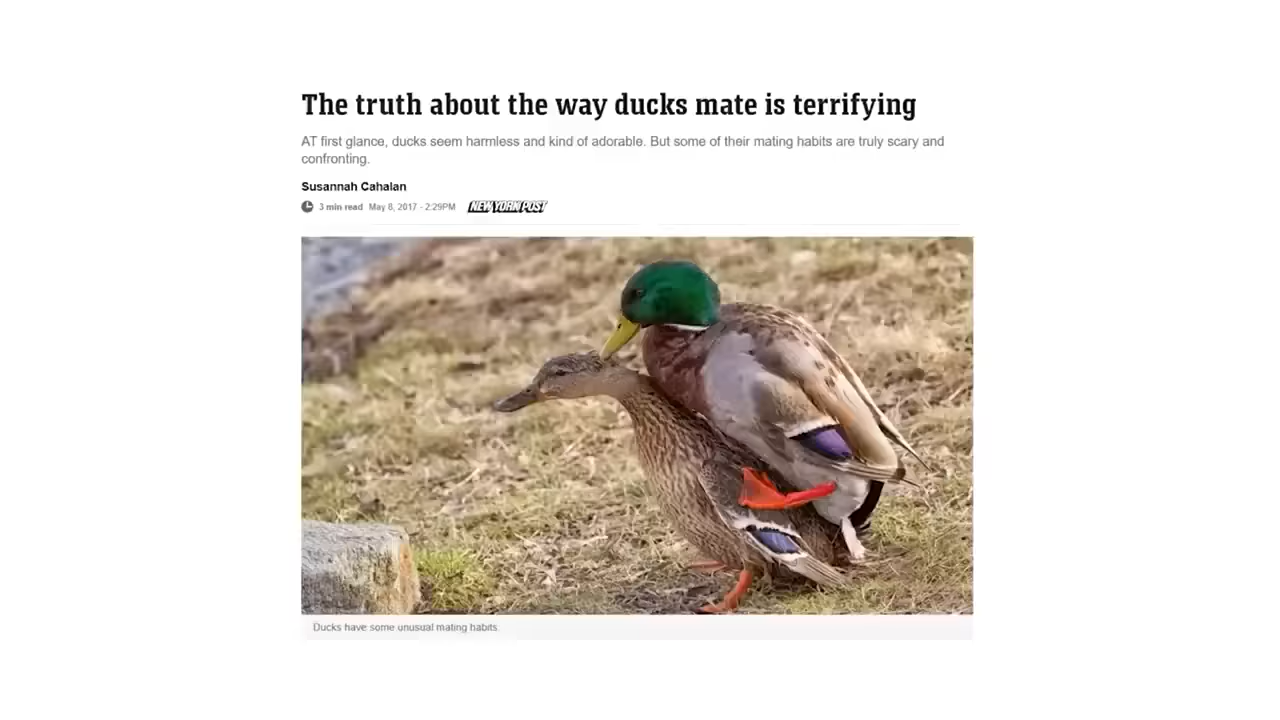 The truth about the way ducks mate is terrifying
AT first glance, ducks seem harmless and kind of adorable. But some of their mating habits are truly scary and
confronting.
Susannah Cahalan
3 min read May 8, 2017 - 2:29PM NEW YORK POST
Ducks have some unusual mating habits.